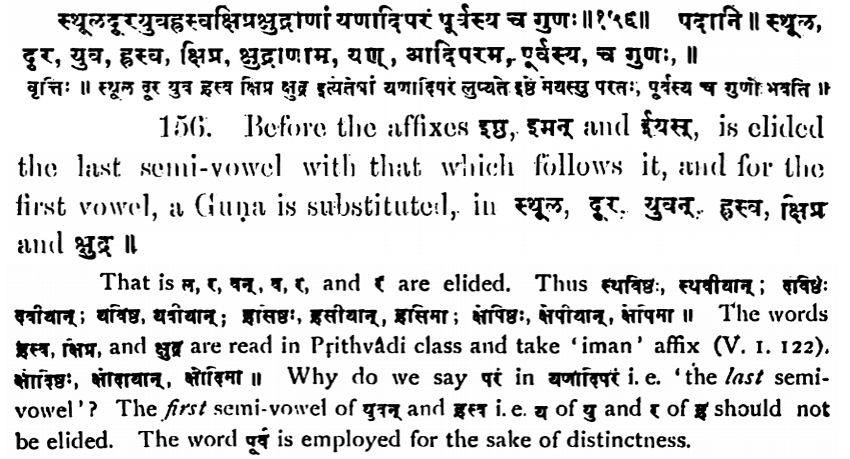 स्थूलदूरयुवह्रस्वक्षिप्रक्षुद्राणां यणादिपरं पूर्वस्य च गुणः॥१५६॥ पदानि॥ स्थूल,
दूर, युव, ह्रस्व, क्षिप्र, क्षुद्राणाम, यण्, आदिपरम्, पूर्वस्य, च गुणः, ॥
वृत्तिः ॥ स्थूल दूर युव ह्रस्व क्षिप्र क्षुद्र इत्येतेषां यणादिपरं लुप्यते इष्ठेमेयस्सु परतः, पूर्वस्य च गुणो भवति ॥
156. Before the affixes इष्ठ, इमन् and ईयस्, is elided
the last semi-vowel with that which follows it, and for the
first vowel, a Guṇa is substituted, in स्थूल, दूर, युवन्, ह्रस्व, क्षिप्र
and क्षुद्र ॥
That is ल, र, वन्, व, र, and र are elided. Thus स्थविष्ठः, स्थवीयान्; दविष्ठः
दवीयान्; यविष्ठ, यवीयान्; ह्रसिष्ठः, ह्रसीयान्, ह्रसिमा; क्षेपिष्ठः, क्षेपीयान्, क्षेपिमा ॥ The words
ह्रस्व, क्षिप्र, and क्षुद्र are read in Pṛithvâdi class and take 'iman' affix (V. 1. 122).
क्षोदिष्ठः, क्षोदीयान्, क्षोदिमा ॥ Why do we say परं in यणादिपरं i. e. 'the last semi-
vowel'? The first semi-vowel of युवन् and ह्रस्व i. e. य of यु and र of ह्र should not
be elided. The word पूर्व is employed for the sake of distinctness.